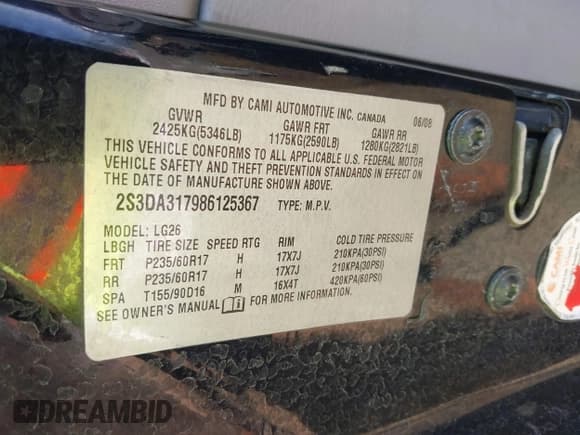 MFD BY CAMI AUTOMOTIVE INC. CANADA 06/08
GVWR GAWR FRT GAWR RR
2425KG(5346LB) 1175KG(2590LB) 1280KG(2821LB)
THIS VEHICLE CONFORMS TO ALL APPLICABLE U.S. FEDERAL MOTOR
VEHICLE SAFETY AND THEFT PREVENTION STANDARDS IN EFFECT ON
THE DATE OF MANUFACTURE SHOWN ABOVE.
2S3DA317986125367 TYPE: M.P.V.
MODEL: LG26
LBGH TIRE SIZE SPEED RTG RIM COLD TIRE PRESSURE
FRT P235/60R17 H 17X7J 210KPA(30PSI)
RR P235/60R17 H 17X7J 210KPA(30PSI)
SPA T155/90D16 M 16X4T 420KPA(60PSI)
SEE OWNER'S MANUAL FOR MORE INFORMATION.
CAMI
DREAMBID